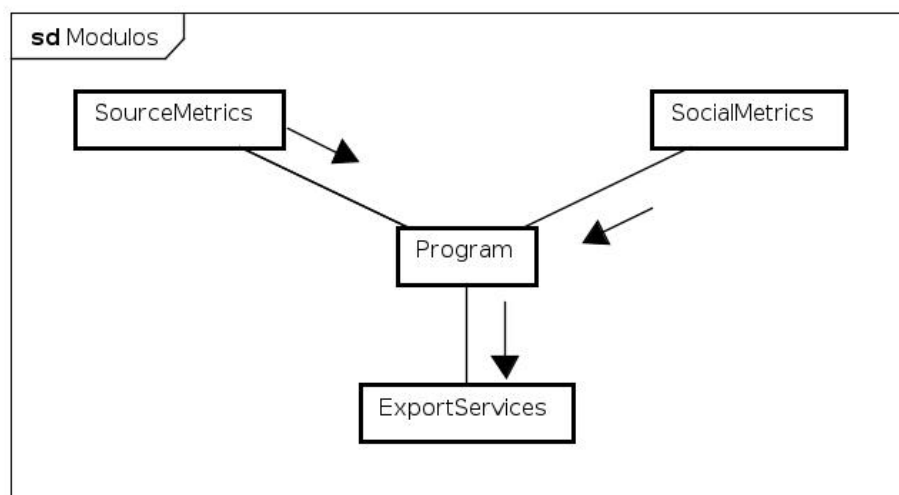 sd Modulos
SourceMetrics
SocialMetrics
Program
ExportServices